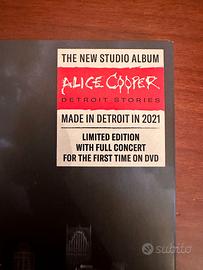 THE NEW STUDIO ALBUM
ALICE COOPER
DETROIT STORIES
MADE IN DETROIT IN 2021
LIMITED EDITION
WITH FULL CONCERT
FOR THE FIRST TIME ON DVD
subito